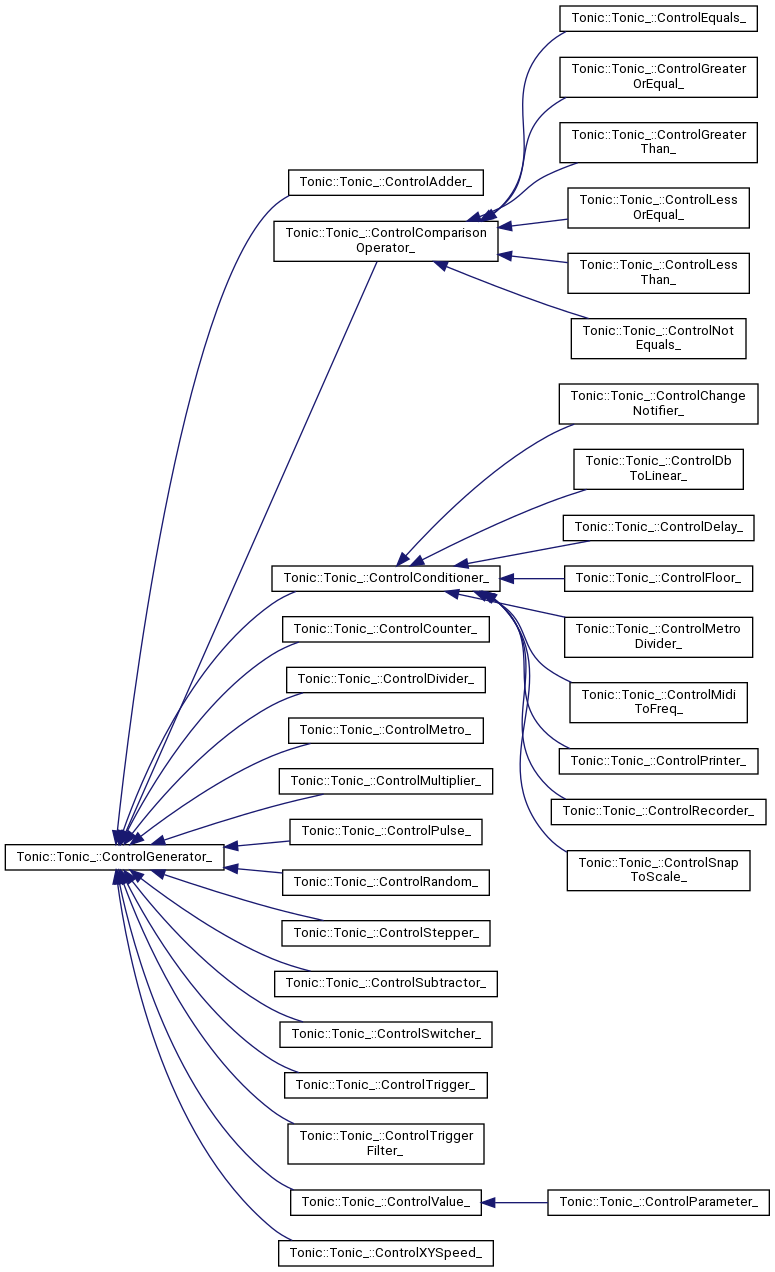 Tonic::Tonic_::ControlEquals_
Tonic::Tonic_::ControlGreater
OrEqual_
Tonic::Tonic_::ControlGreater
Than_
Tonic::Tonic_::ControlAdder_
Tonic::Tonic_::ControlLess
OrEqual_
Tonic::Tonic_::ControlComparison
Operator_
Tonic::Tonic_::ControlLess
Than_
Tonic::Tonic_::ControlNot
Equals_
Tonic::Tonic_::ControlChange
Notifier_
Tonic::Tonic_::ControlDb
ToLinear_
Tonic::Tonic_::ControlDelay_
Tonic::Tonic_::ControlConditioner_
Tonic::Tonic_::ControlFloor_
Tonic::Tonic_::ControlCounter_
Tonic::Tonic_::ControlMetro
Divider_
Tonic::Tonic_::ControlDivider_
Tonic::Tonic_::ControlMidi
ToFreq_
Tonic::Tonic_::ControlMetro_
Tonic::Tonic_::ControlPrinter_
Tonic::Tonic_::ControlMultiplier_
Tonic::Tonic_::ControlRecorder_
Tonic::Tonic_::ControlPulse_
Tonic::Tonic_::ControlGenerator_
Tonic::Tonic_::ControlSnap
ToScale_
Tonic::Tonic_::ControlRandom_
Tonic::Tonic_::ControlStepper_
Tonic::Tonic_::ControlSubtractor_
Tonic::Tonic_::ControlSwitcher_
Tonic::Tonic_::ControlTrigger_
Tonic::Tonic_::ControlTrigger
Filter_
Tonic::Tonic_::ControlValue_
Tonic::Tonic_::ControlParameter_
Tonic::Tonic_::ControlXYSpeed_